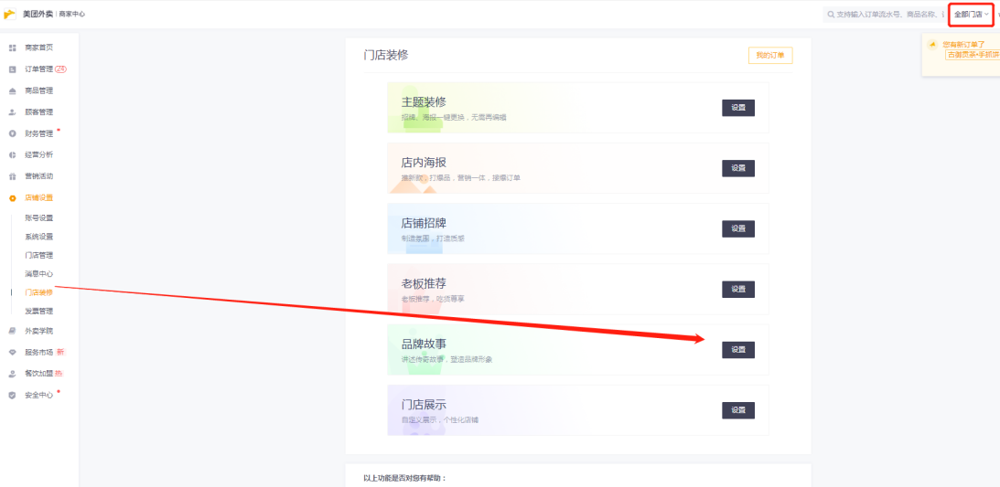 美团外卖 | 商家中心
支持输入订单流水号、商品名称、
全部门店
商家首页
订单管理 24
商品管理
顾客管理
财务管理
经营分析
营销活动
店铺设置
账号设置
系统设置
门店管理
消息中心
门店装修
发票管理
外卖学院
服务市场 新
餐饮加盟 热
安全中心
门店装修
我的订单
主题装修
招牌、海报一键更换,无需再编辑
设置
店内海报
推新款,打爆品,营销一体,接爆订单
设置
店铺招牌
制造氛围,打造质感
设置
老板推荐
老板推荐,吃货尊享
设置
品牌故事
讲述传奇故事,塑造品牌形象
设置
门店展示
自定义展示,个性化店铺
设置
以上功能是否对您有帮助:
您有新订单了
古御贡茶•手抓饼